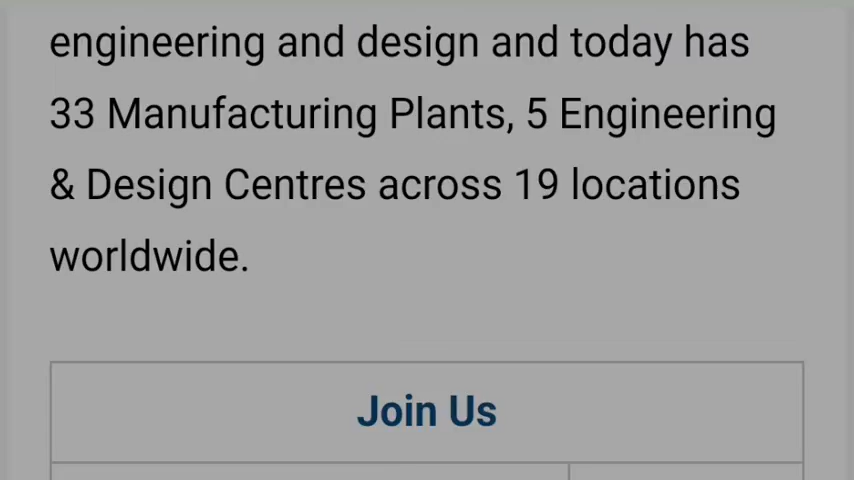 engineering and design and today has
33 Manufacturing Plants, 5 Engineering
& Design Centres across 19 locations
worldwide.
Join Us